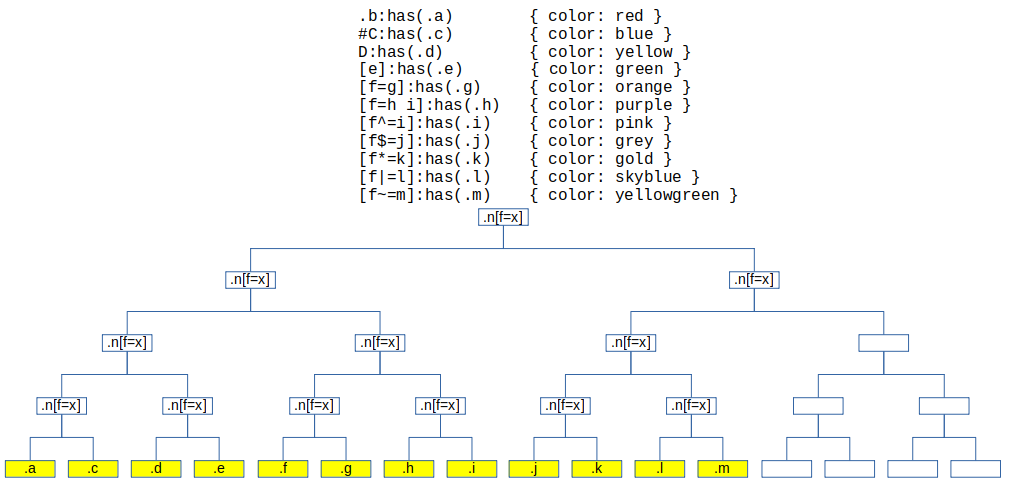 .b:has(.a) { color: red }
#C:has(.c) { color: blue }
D:has(.d) { color: yellow }
[e]:has(.e) { color: green }
[f=g]:has(.g) { color: orange }
[f=h i]:has(.h) { color: purple }
[f^=i]:has(.i) { color: pink }
[f$=j]:has(.j) { color: grey }
[f*=k]:has(.k) { color: gold }
[f|=l]:has(.l) { color: skyblue }
[f~=m]:has(.m) { color: yellowgreen }
.n[f=x]
.n[f=x] .n[f=x]
.n[f=x] .n[f=x] .n[f=x]
.n[f=x] .n[f=x] .n[f=x] .n[f=x] .n[f=x] .n[f=x]
.a .c .d .e .f .g .h .i .j .k .l .m